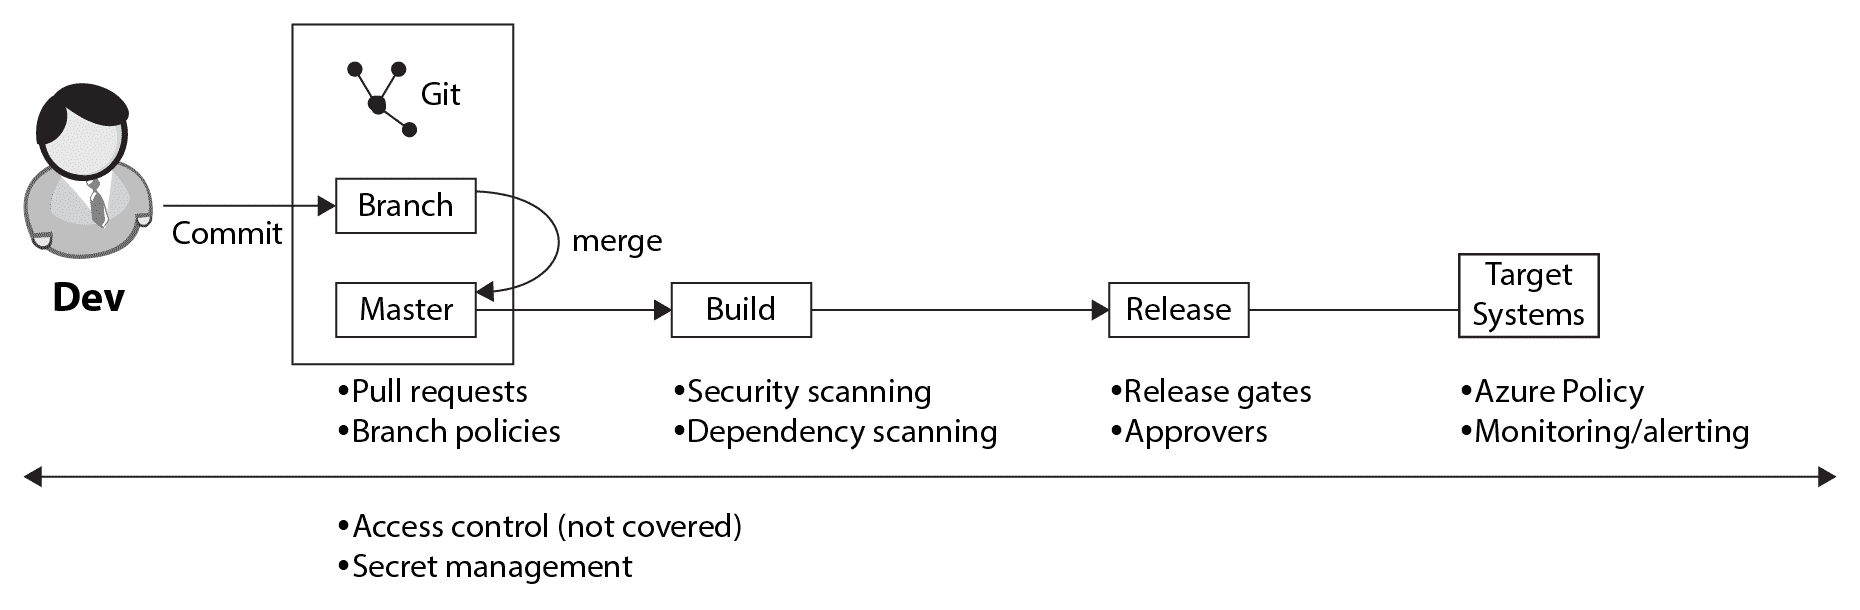 Git
Branch
Commit
merge
Dev
Master
Build
Release
Target
Systems
•Pull requests
•Branch policies
•Security scanning
•Dependency scanning
•Release gates
•Approvers
•Azure Policy
•Monitoring/alerting
•Access control (not covered)
•Secret management